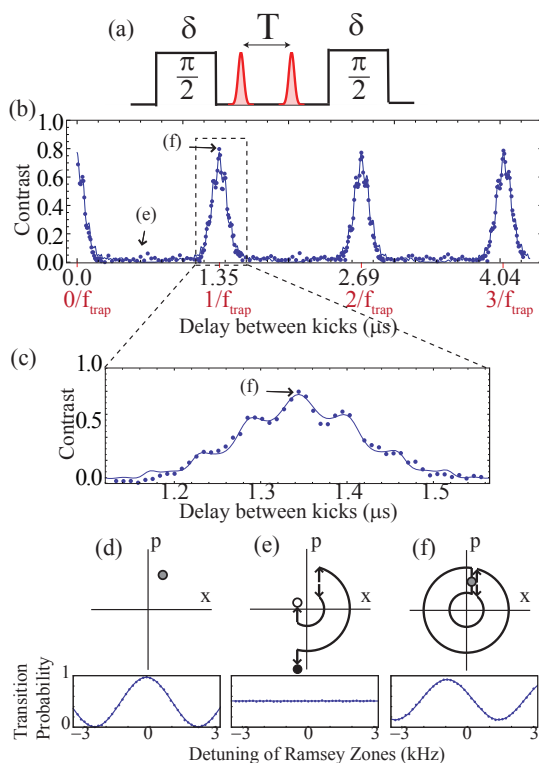 (a)
δ T δ
π/2 π/2
(b)
Contrast
1.0
0.8 (f)
0.6
0.4 (e)
0.2
0.0
0.0 1.35 2.69 4.04
0/f_trap 1/f_trap 2/f_trap 3/f_trap
Delay between kicks (μs)
(c)
Contrast
1.0
(f)
0.5
0.0
1.2 1.3 1.4 1.5
Delay between kicks (μs)
(d) p (e) p (f) p
x x x
Transition
Probability
1
0
−3 0 3 −3 0 3 −3 0 3
Detuning of Ramsey Zones (kHz)